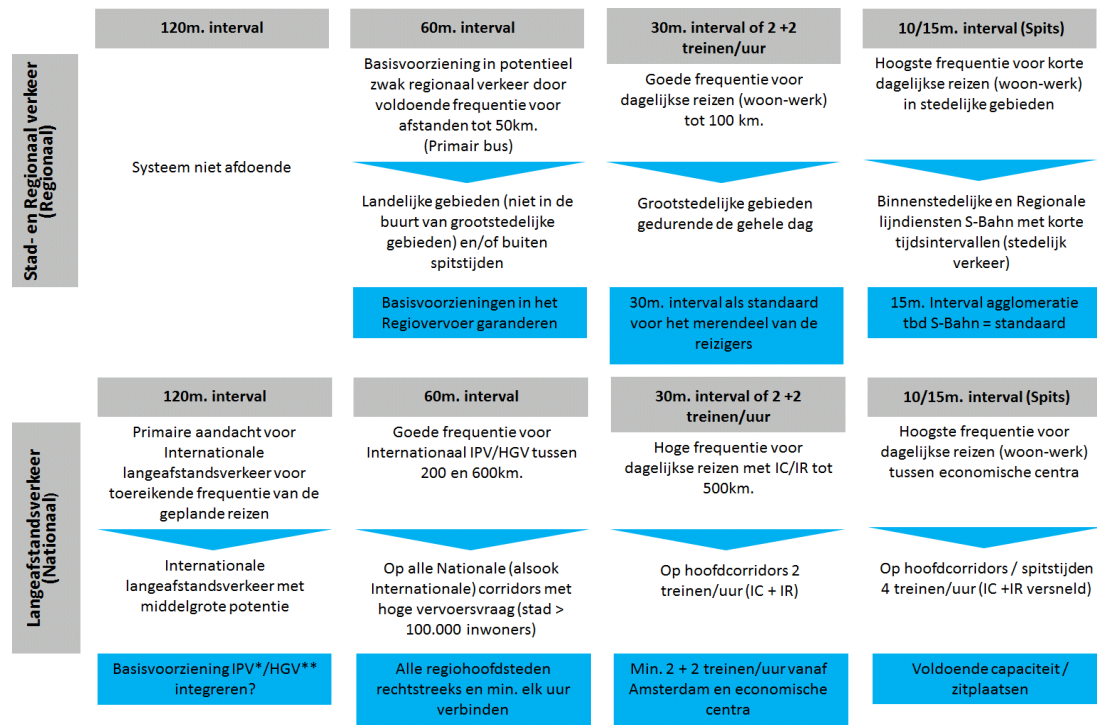 Stad- en Regionaal verkeer
(Regionaal)
120m. interval
Systeem niet afdoende
60m. interval
Basisvoorziening in potentieel
zwak regionaal verkeer door
voldoende frequentie voor
afstanden tot 50km.
(Primair bus)
Landelijke gebieden (niet in de
buurt van grootstedelijke
gebieden) en/of buiten
spitstijden
Basisvoorzieningen in het
Regiovervoer garanderen
30m. interval of 2 +2
treinen/uur
Goede frequentie voor
dagelijkse reizen (woon-werk)
tot 100 km.
Grootstedelijke gebieden
gedurende de gehele dag
30m. interval als standaard
voor het merendeel van de
reizigers
10/15m. interval (Spits)
Hoogste frequentie voor korte
dagelijkse reizen (woon-werk)
in stedelijke gebieden
Binnenstedelijke en Regionale
lijndiensten S-Bahn met korte
tijdsintervallen (stedelijk
verkeer)
15m. Interval agglomeratie
tbd S-Bahn = standaard
Langeafstandsverkeer
(Nationaal)
120m. interval
Primaire aandacht voor
Internationale
langeafstandsverkeer voor
toereikende frequentie van de
geplande reizen
Internationale
langeafstandsverkeer met
middelgrote potentie
Basisvoorziening IPV*/HGV**
integreren?
60m. interval
Goede frequentie voor
Internationaal IPV/HGV tussen
200 en 600km.
Op alle Nationale (alsook
Internationale) corridors met
hoge vervoersvraag (stad >
100.000 inwoners)
Alle regiohoofdsteden
rechtstreeks en min. elk uur
verbinden
30m. interval of 2 +2
treinen/uur
Hoge frequentie voor
dagelijkse reizen met IC/IR tot
500km.
Op hoofdcorridors 2
treinen/uur (IC + IR)
Min. 2 + 2 treinen/uur vanaf
Amsterdam en economische
centra
10/15m. interval (Spits)
Hoogste frequentie voor
dagelijkse reizen (woon-werk)
tussen economische centra
Op hoofdcorridors / spitstijden
4 treinen/uur (IC +IR versneld)
Voldoende capaciteit /
zitplaatsen